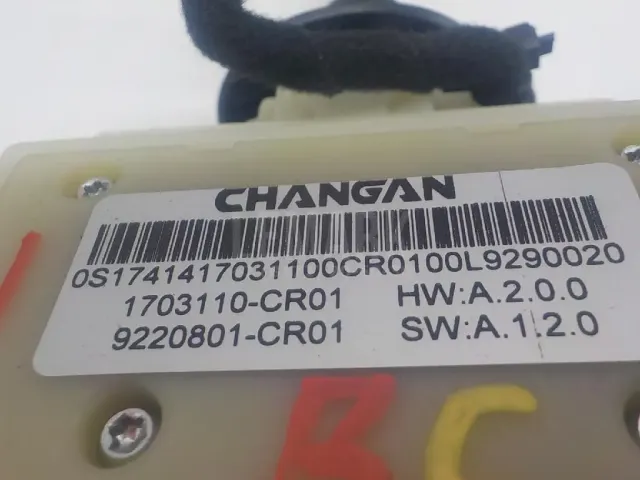 CHANGAN
0S1741417031100CR0100L9290020
1703110-CR01 HW:A.2.0.0
9220801-CR01 SW:A.1.2.0
BC